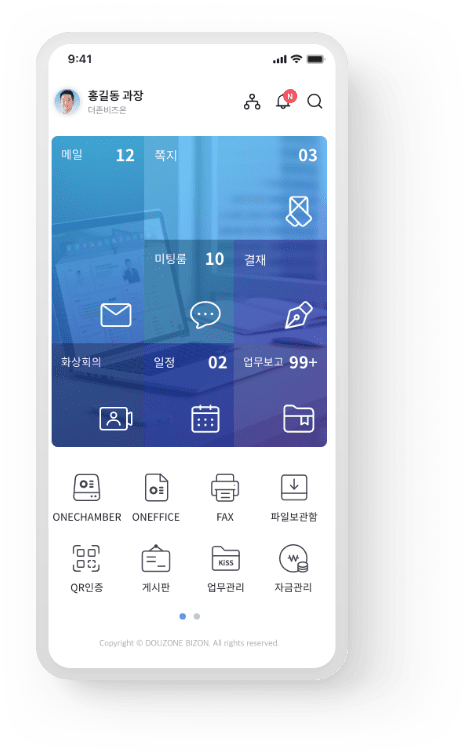 9:41
홍길동 과장
더존비즈온
N
메일 12
쪽지 03
미팅룸 10
결재
화상회의
일정 02
업무보고 99+
ONECHAMBER
ONEFFICE
FAX
파일보관함
KISS
W
QR인증
게시판
업무관리
자금관리
Copyright © DOUZONE BIZON. All rights reserved.